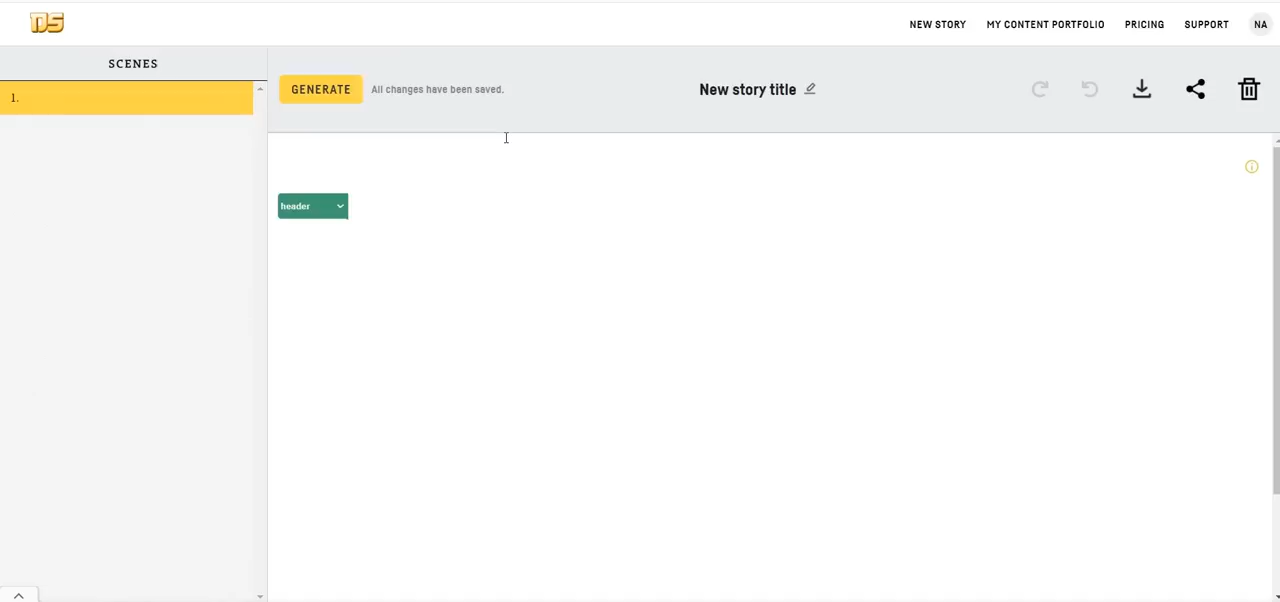 DS
NEW STORY MY CONTENT PORTFOLIO PRICING SUPPORT NA
SCENES
1.
GENERATE All changes have been saved. New story title
header